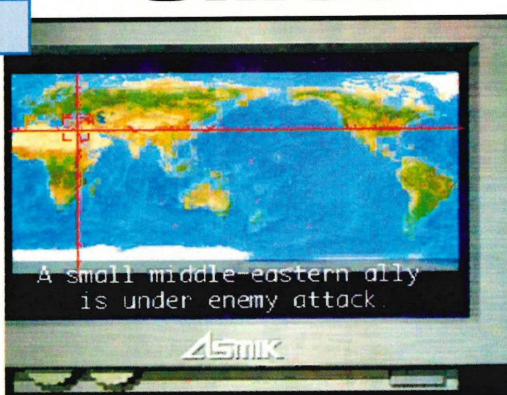 A small middle-eastern ally
is under enemy attack.
ASMIK